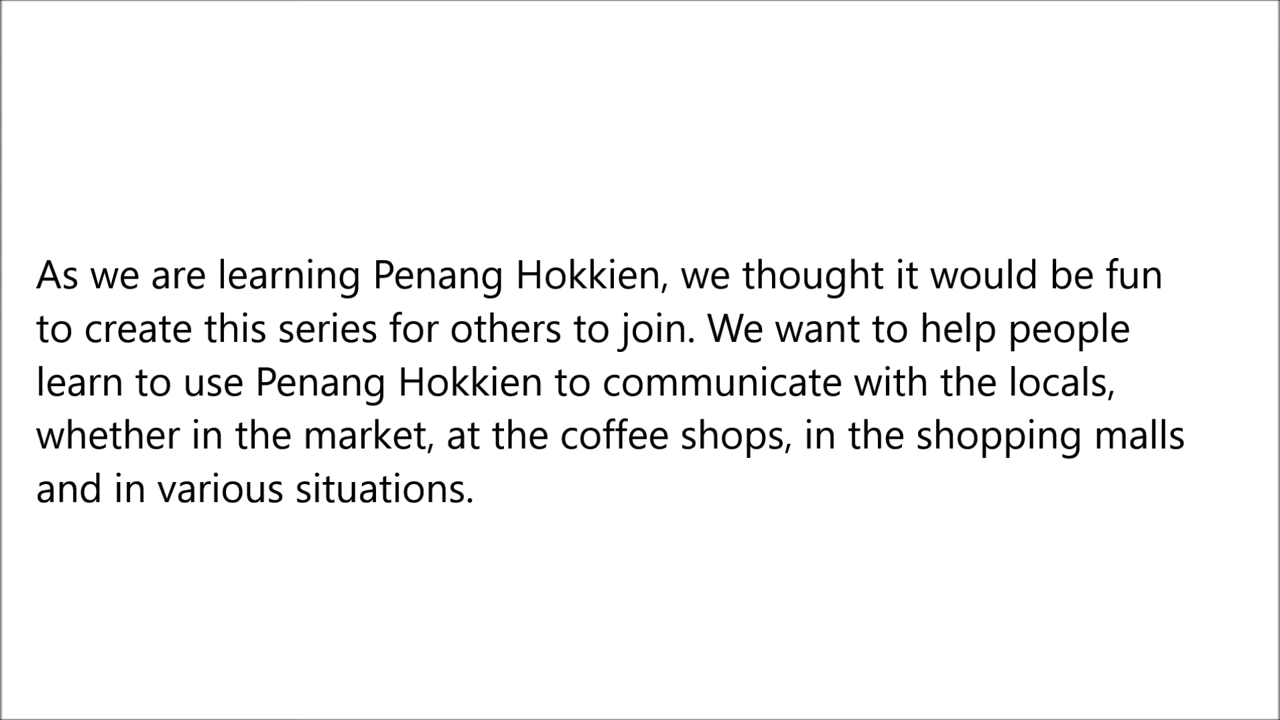 As we are learning Penang Hokkien, we thought it would be fun
to create this series for others to join. We want to help people
learn to use Penang Hokkien to communicate with the locals,
whether in the market, at the coffee shops, in the shopping malls
and in various situations.